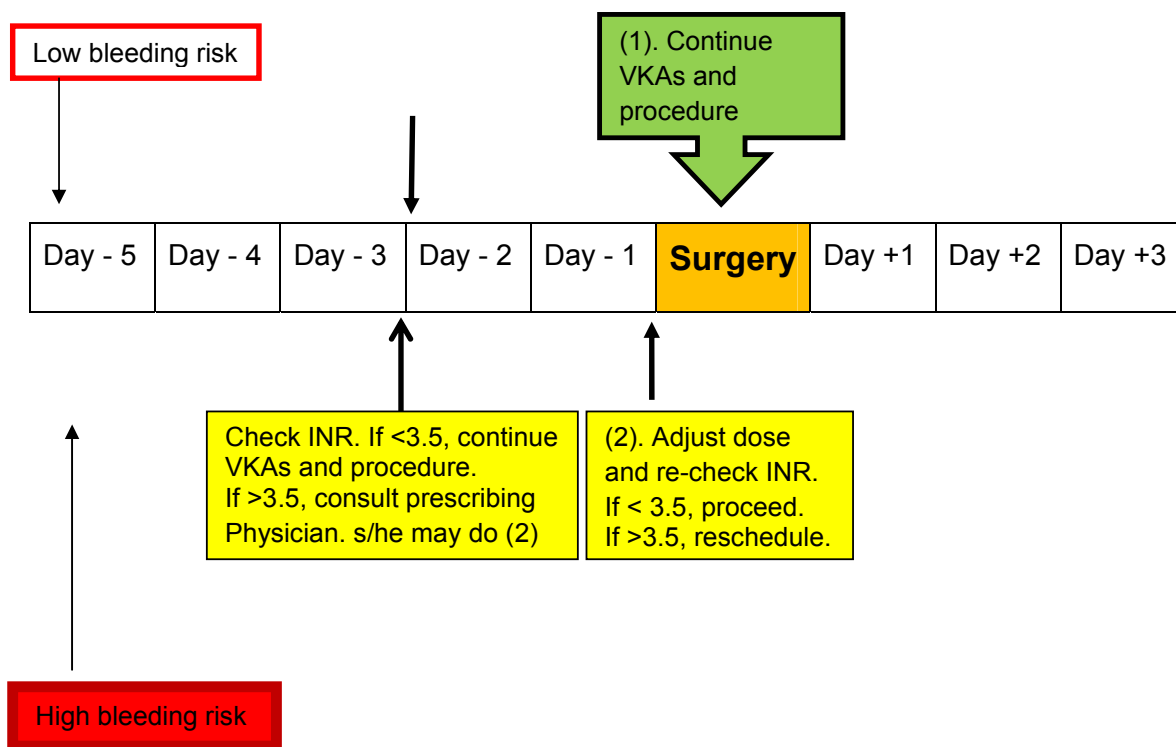 Low bleeding risk
(1). Continue
VKAs and
procedure
Day - 5 Day - 4 Day - 3 Day - 2 Day - 1 Surgery Day +1 Day +2 Day +3
Check INR. If <3.5, continue
VKAs and procedure.
If >3.5, consult prescribing
Physician. s/he may do (2)
(2). Adjust dose
and re-check INR.
If < 3.5, proceed.
If >3.5, reschedule.
High bleeding risk